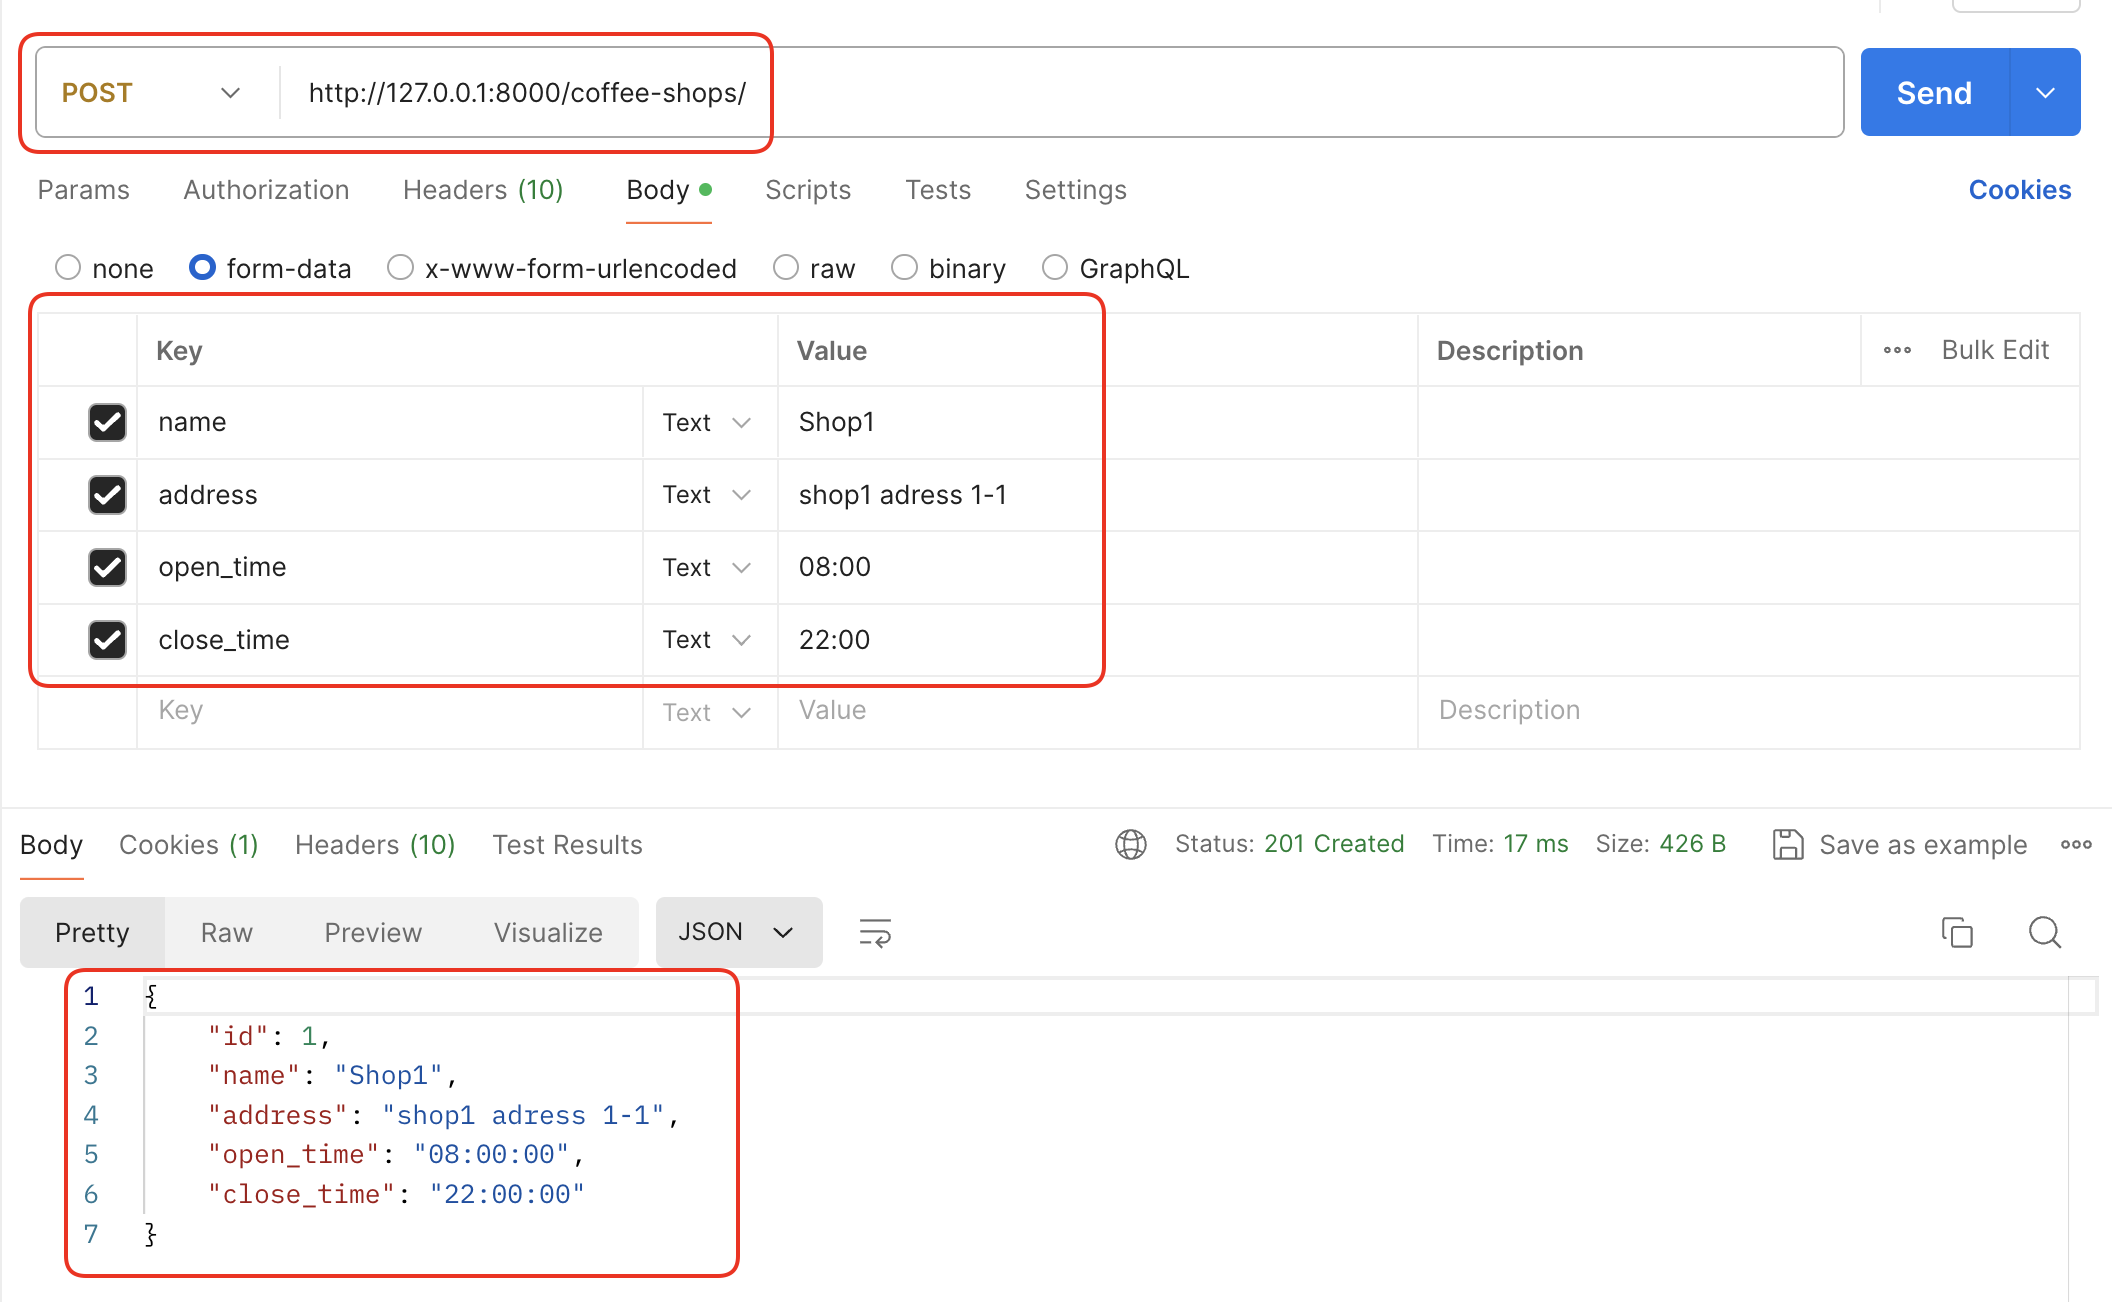 POST http://127.0.0.1:8000/coffee-shops/ Send
Params Authorization Headers (10) Body Scripts Tests Settings Cookies
none form-data x-www-form-urlencoded raw binary GraphQL
Key Value Description Bulk Edit
name Text Shop1
address Text shop1 adress 1-1
open_time Text 08:00
close_time Text 22:00
Key Text Value Description
Body Cookies (1) Headers (10) Test Results Status: 201 Created Time: 17 ms Size: 426 B Save as example
Pretty Raw Preview Visualize JSON
1 {
2 "id": 1,
3 "name": "Shop1",
4 "address": "shop1 adress 1-1",
5 "open_time": "08:00:00",
6 "close_time": "22:00:00"
7 }